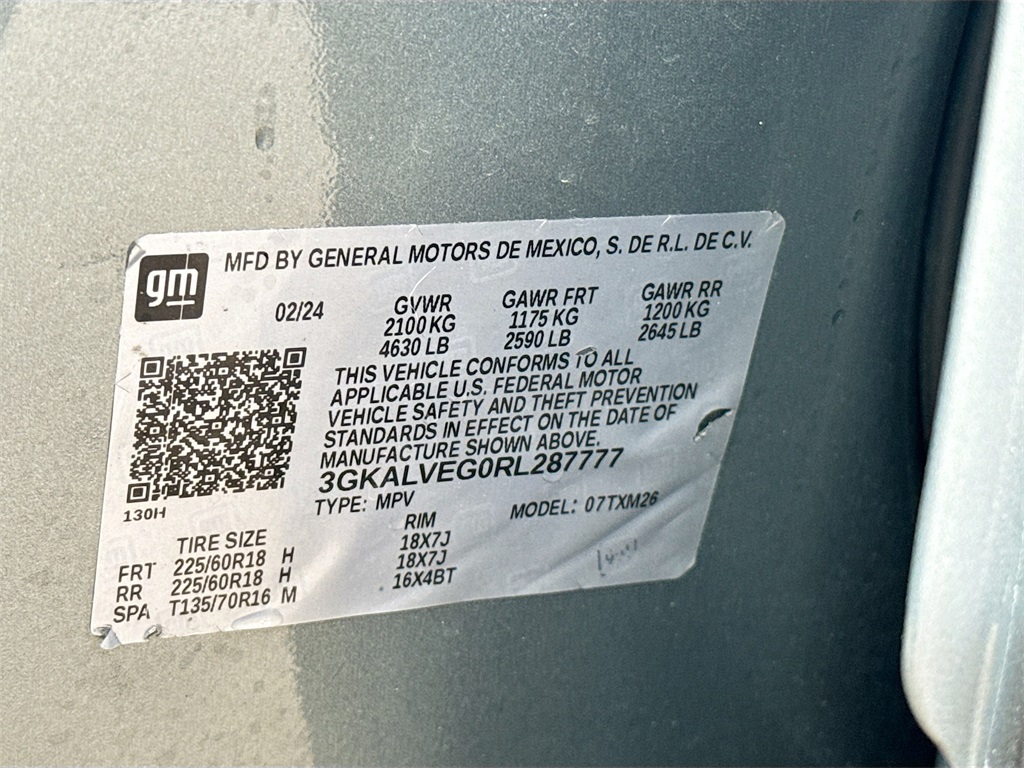 gm
MFD BY GENERAL MOTORS DE MEXICO, S. DE R.L. DE C.V.
02/24 GVWR GAWR FRT GAWR RR
2100 KG 1175 KG 1200 KG
4630 LB 2590 LB 2645 LB
THIS VEHICLE CONFORMS TO ALL
APPLICABLE U.S. FEDERAL MOTOR
VEHICLE SAFETY AND THEFT PREVENTION
STANDARDS IN EFFECT ON THE DATE OF
MANUFACTURE SHOWN ABOVE.
3GKALVEG0RL287777
130H
TYPE: MPV MODEL: 07TXM26
TIRE SIZE RIM
FRT 225/60R18 H 18X7J
RR 225/60R18 H 18X7J
SPA T135/70R16 M 16X4BT